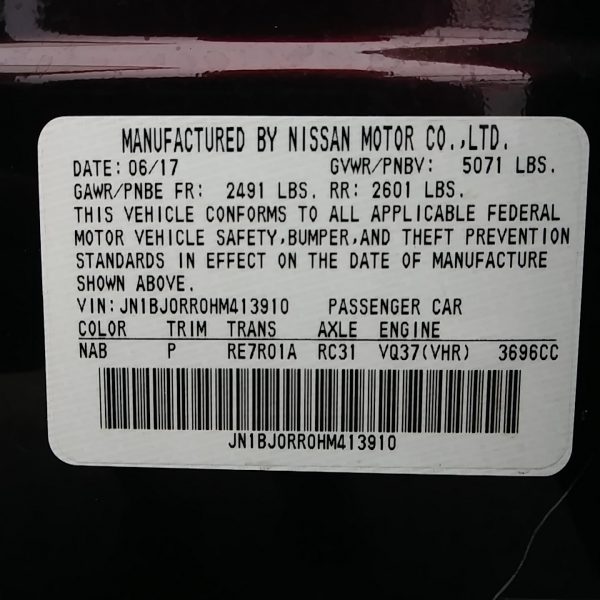 MANUFACTURED BY NISSAN MOTOR CO.,LTD.
DATE: 06/17 GVWR/PNBV: 5071 LBS.
GAWR/PNBE FR: 2491 LBS. RR: 2601 LBS.
THIS VEHICLE CONFORMS TO ALL APPLICABLE FEDERAL
MOTOR VEHICLE SAFETY,BUMPER,AND THEFT PREVENTION
STANDARDS IN EFFECT ON THE DATE OF MANUFACTURE
SHOWN ABOVE.
VIN: JN1BJ0RR0HM413910 PASSENGER CAR
COLOR TRIM TRANS AXLE ENGINE
NAB P RE7R01A RC31 VQ37(VHR) 3696CC
JN1BJ0RR0HM413910